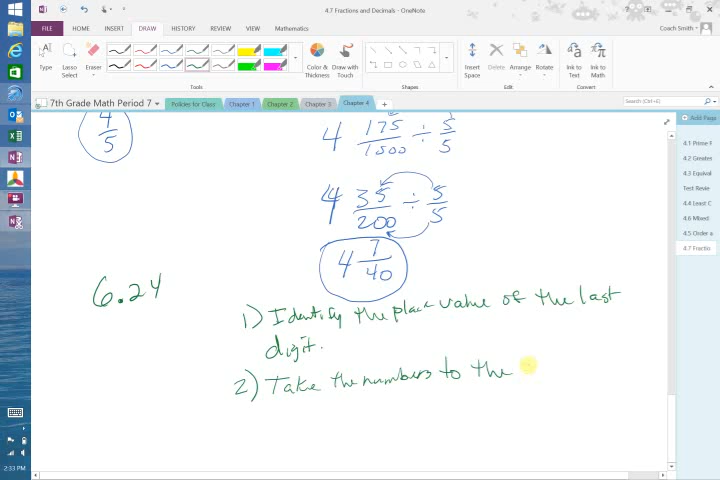 4.7 Fractions and Decimals - OneNote
FILE HOME INSERT DRAW HISTORY REVIEW VIEW Mathematics
Coach Smith
Type Lasso Select Eraser
Color & Thickness Draw with Touch
Insert Space Delete Arrange Rotate
Ink to Text Ink to Math
Tools Shapes Edit Convert
7th Grade Math Period 7 Policies for Class Chapter 1 Chapter 2 Chapter 3 Chapter 4 +
Search (Ctrl+E)
Add Page
4.1 Prime F
4.2 Greates
4.3 Equival
Test Revie
4.4 Least C
4.6 Mixed
4.5 Order a
4.7 Fractio
4/5
4 175/1000 ÷ 5/5
4 35/200 ÷ 5/5
4 7/40
6.24
1) Identify the place value of the last
digit.
2) Take the numbers to the
2:33 PM